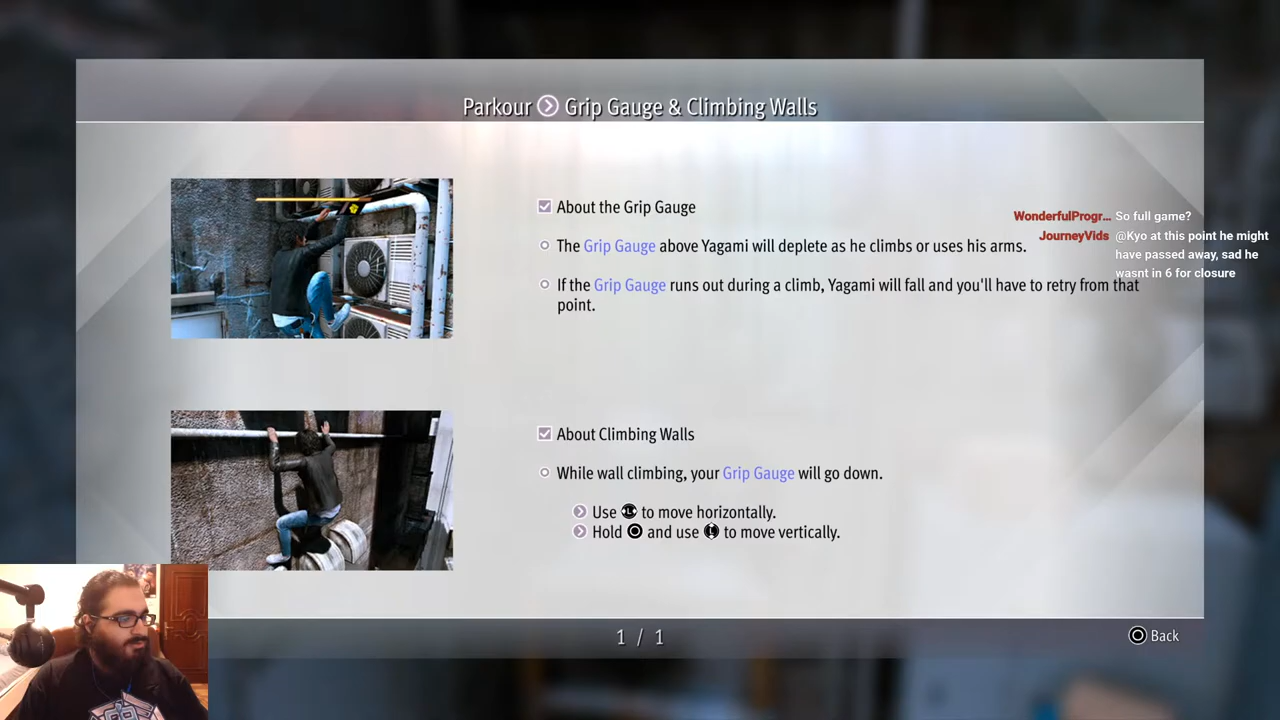 Parkour Grip Gauge & Climbing Walls
About the Grip Gauge
The Grip Gauge above Yagami will deplete as he climbs or uses his arms.
If the Grip Gauge runs out during a climb, Yagami will fall and you'll have to retry from that
point.
About Climbing Walls
While wall climbing, your Grip Gauge will go down.
Use L to move horizontally.
Hold and use L to move vertically.
1 / 1
Back
WonderfulProgr... So full game?
JourneyVids @Kyo at this point he might
have passed away, sad he
wasnt in 6 for closure